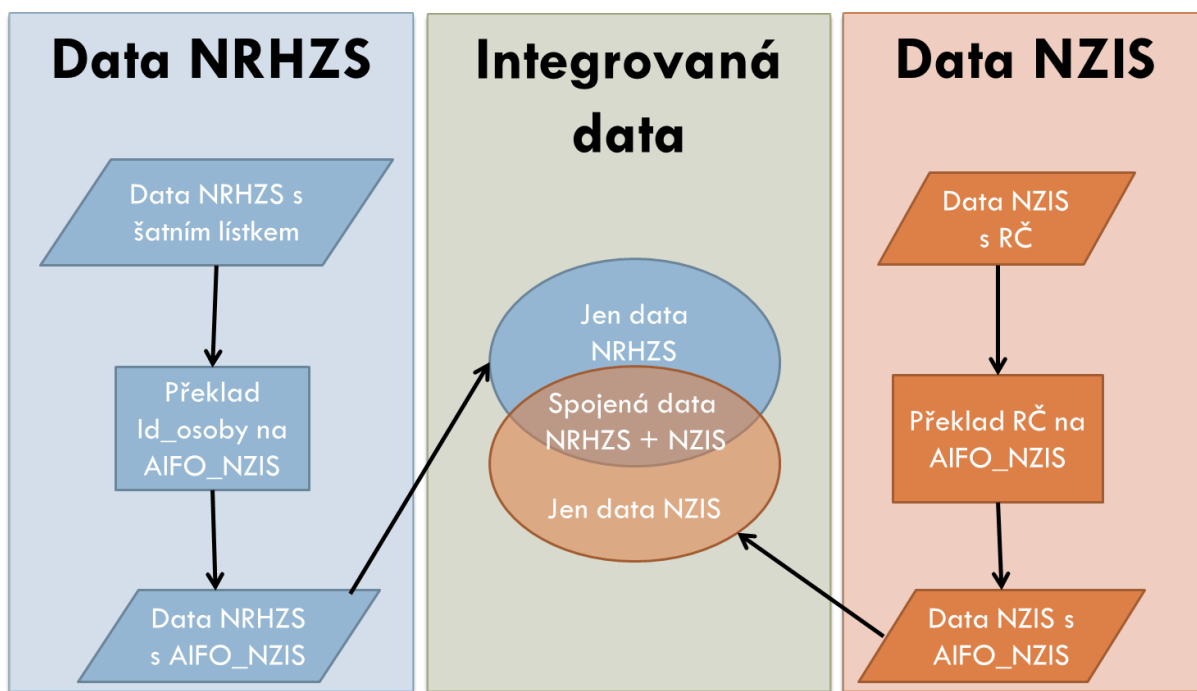 Data NRHZS
Data NRHZS s
šatním lístkem
Překlad
Id_osoby na
AIFO_NZIS
Data NRHZS
s AIFO_NZIS
Integrovaná
data
Jen data
NRHZS
Spojená data
NRHZS + NZIS
Jen data NZIS
Data NZIS
Data NZIS
s RČ
Překlad RČ na
AIFO_NZIS
Data NZIS s
AIFO_NZIS